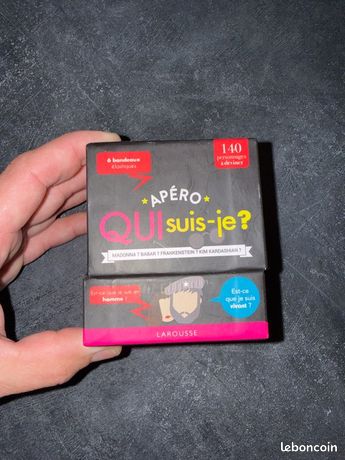 6 bandeaux
élastiques
140
personnages
à deviner
APÉRO
QUI suis-je?
MADONNA ? BABAR ? FRANKENSTEIN ? KIM KARDASHIAN ?
Est-ce que je suis un
homme ?
Est-ce
que je suis
vivant ?
LAROUSSE
leboncoin